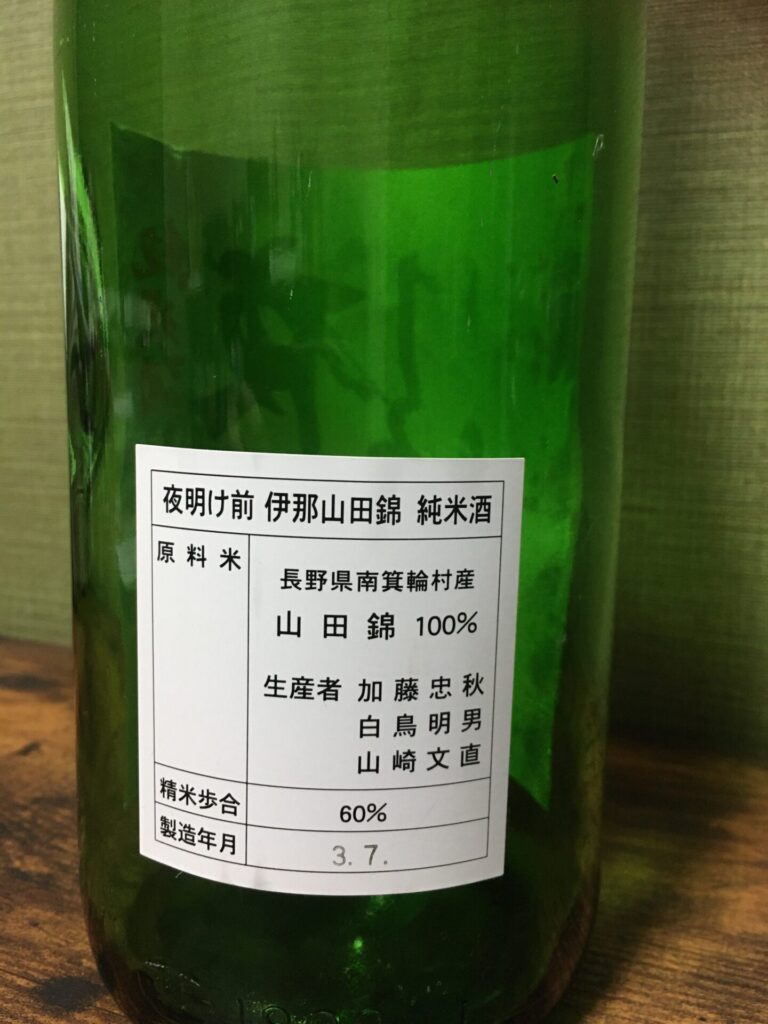 夜明け前 伊那山田錦 純米酒
原料米
長野県南箕輪村産
山田錦 100%
生産者 加藤忠秋
白鳥明男
山崎文直
精米歩合 60%
製造年月 3.7.